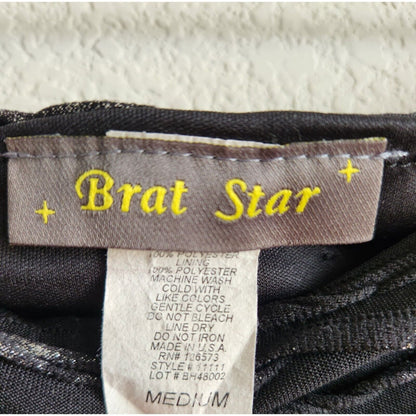 Brat Star
100% POLYESTER
LINING
100% POLYESTER
MACHINE WASH
COLD WITH
LIKE COLORS
GENTLE CYCLE
DO NOT BLEACH
LINE DRY
DO NOT IRON
MADE IN U.S.A.
RN# 126573
STYLE # 11111
LOT # BH48002
MEDIUM